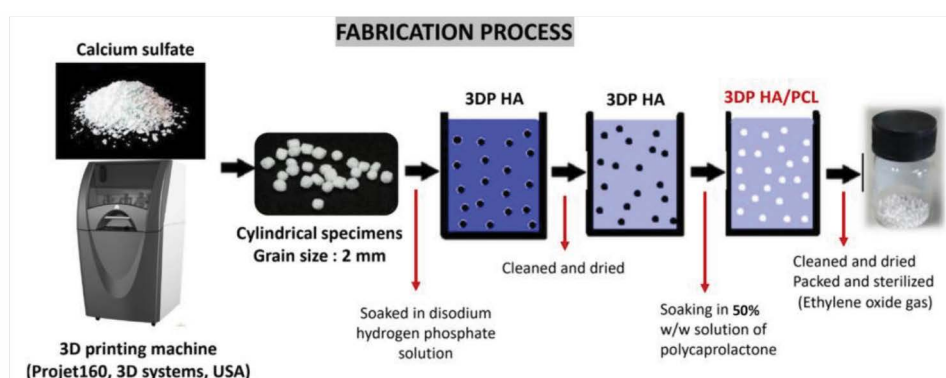 FABRICATION PROCESS
Calcium sulfate
3D printing machine
(Projet160, 3D systems, USA)
Cylindrical specimens
Grain size : 2 mm
Soaked in disodium
hydrogen phosphate
solution
3DP HA
Cleaned and dried
3DP HA
Soaking in 50%
w/w solution of
polycaprolactone
3DP HA/PCL
Cleaned and dried
Packed and sterilized
(Ethylene oxide gas)